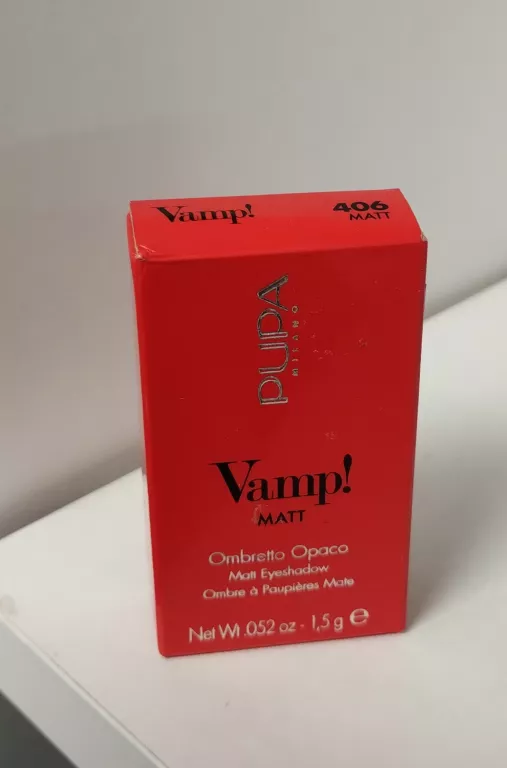 Vamp!
406
MATT
PUPA
MILANO
Vamp!
MATT
Ombretto Opaco
Matt Eyeshadow
Ombre à Paupières Mate
Net Wt .052 oz - 1,5 g e